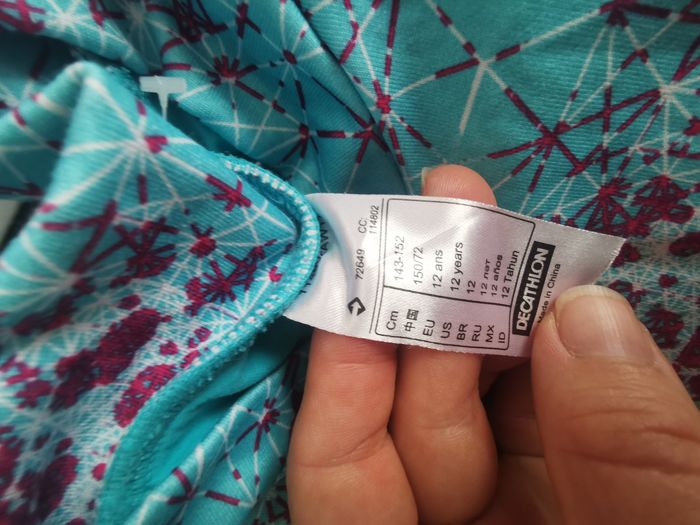 72649 CC:
114802
Cm 143-152
中国 150/72
EU 12 ans
US 12 years
BR 12
RU 12 лет
MX 12 años
ID 12 Tahun
DECATHLON
Made in China